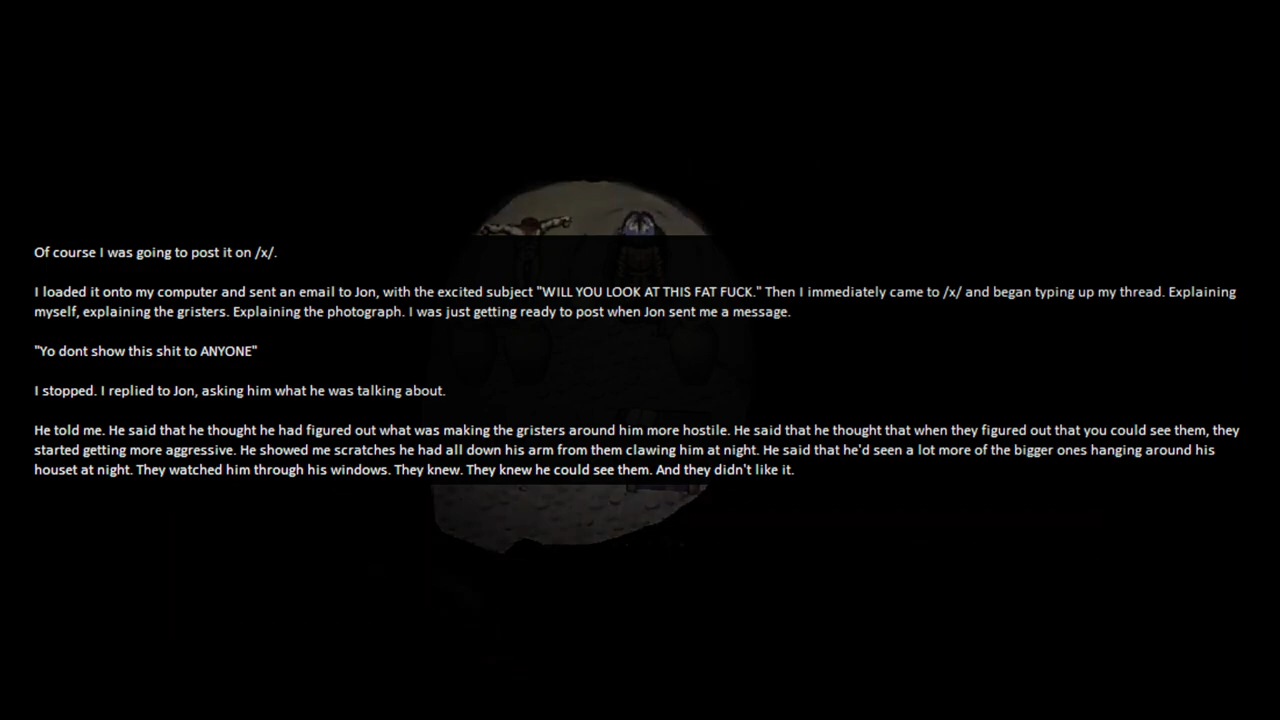 Of course I was going to post it on /x/.
I loaded it onto my computer and sent an email to Jon, with the excited subject "WILL YOU LOOK AT THIS FAT FUCK." Then I immediately came to /x/ and began typing up my thread. Explaining
myself, explaining the gristers. Explaining the photograph. I was just getting ready to post when Jon sent me a message.
"Yo dont show this shit to ANYONE"
I stopped. I replied to Jon, asking him what he was talking about.
He told me. He said that he thought he had figured out what was making the gristers around him more hostile. He said that he thought that when they figured out that you could see them, they
started getting more aggressive. He showed me scratches he had all down his arm from them clawing him at night. He said that he'd seen a lot more of the bigger ones hanging around his
houset at night. They watched him through his windows. They knew. They knew he could see them. And they didn't like it.